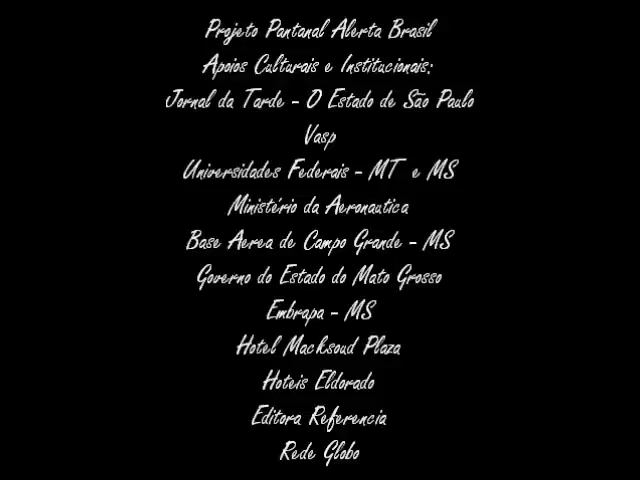 Projeto Pantanal Alerta Brasil
Apoios Culturais e Institucionais:
Jornal da Tarde - O Estado de São Paulo
Vasp
Universidades Federais - MT e MS
Ministério da Aeronautica
Base Aerea de Campo Grande - MS
Governo do Estado do Mato Grosso
Embrapa - MS
Hotel Macksoud Plaza
Hoteis Eldorado
Editora Referencia
Rede Globo